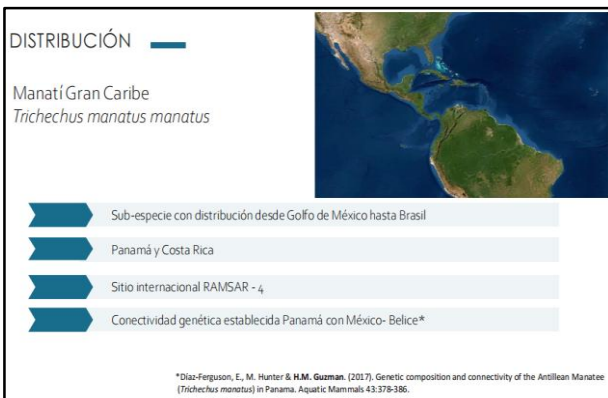 DISTRIBUCIÓN
Manatí Gran Caribe
Trichechus manatus manatus
Sub-especie con distribución desde Golfo de México hasta Brasil
Panamá y Costa Rica
Sitio internacional RAMSAR - 4
Conectividad genética establecida Panamá con México- Belice*
*Díaz-Ferguson, E., M. Hunter & H.M. Guzman. (2017). Genetic composition and connectivity of the Antillean Manatee
(Trichechus manatus) in Panama. Aquatic Mammals 43:378-386.